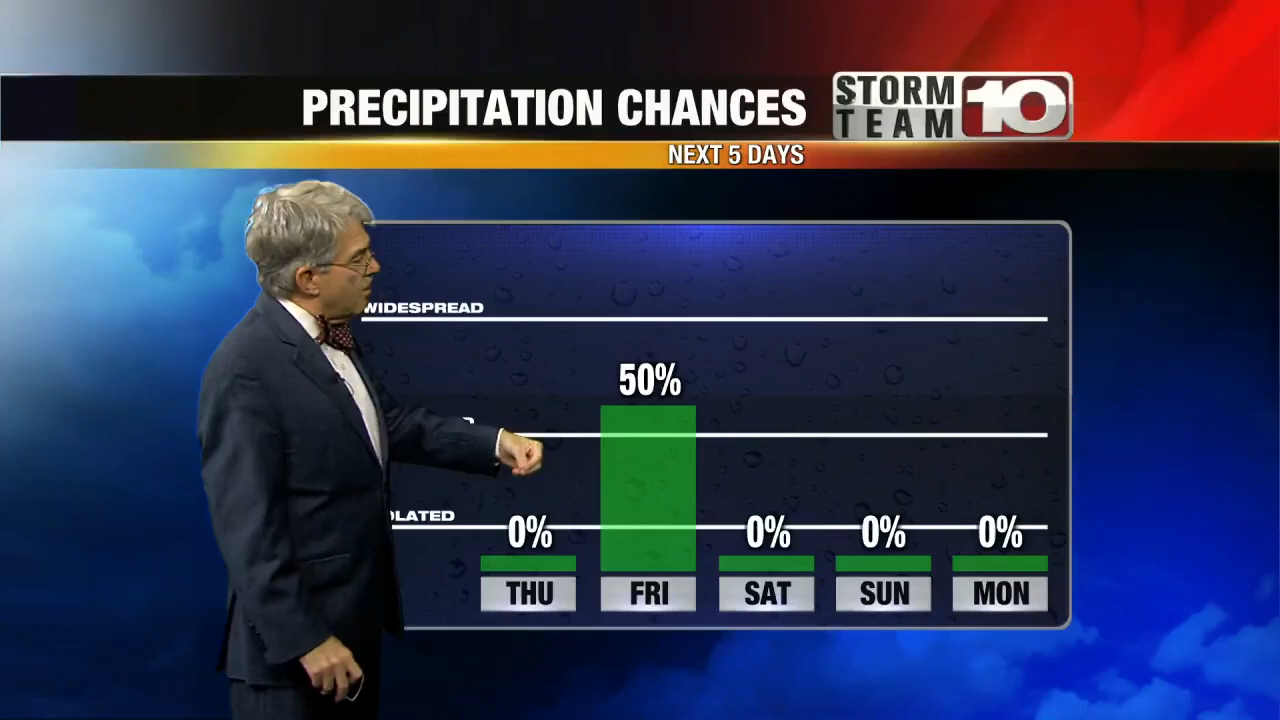 PRECIPITATION CHANCES
STORM
TEAM
10
NEXT 5 DAYS
WIDESPREAD
50%
0%
0%
0%
0%
THU
FRI
SAT
SUN
MON